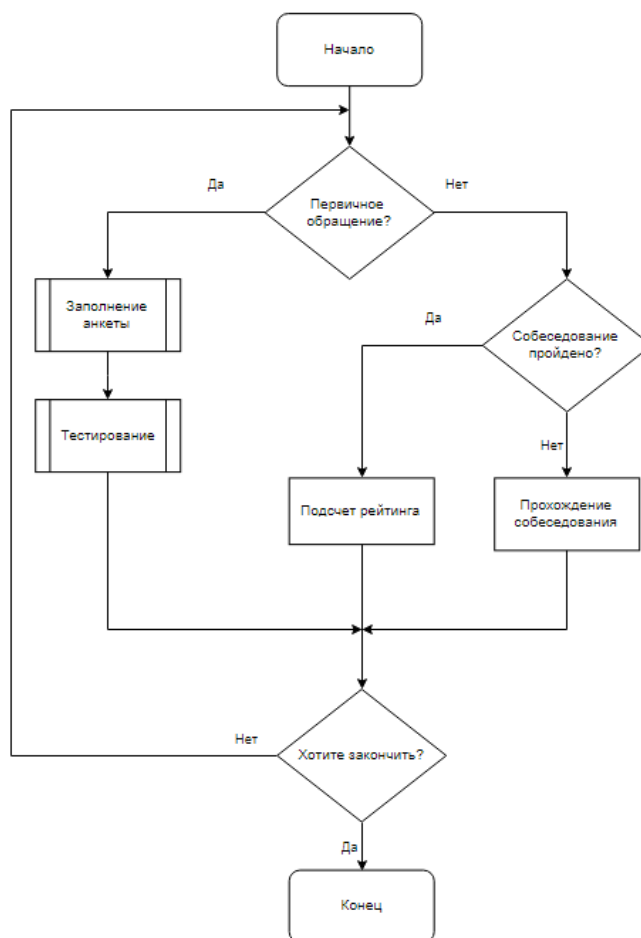 Начало
Да
Нет
Первичное
обращение?
Заполнение
анкеты
Да
Собеседование
пройдено?
Тестирование
Нет
Подсчет рейтинга
Прохождение
собеседования
Нет
Хотите закончить?
Да
Конец